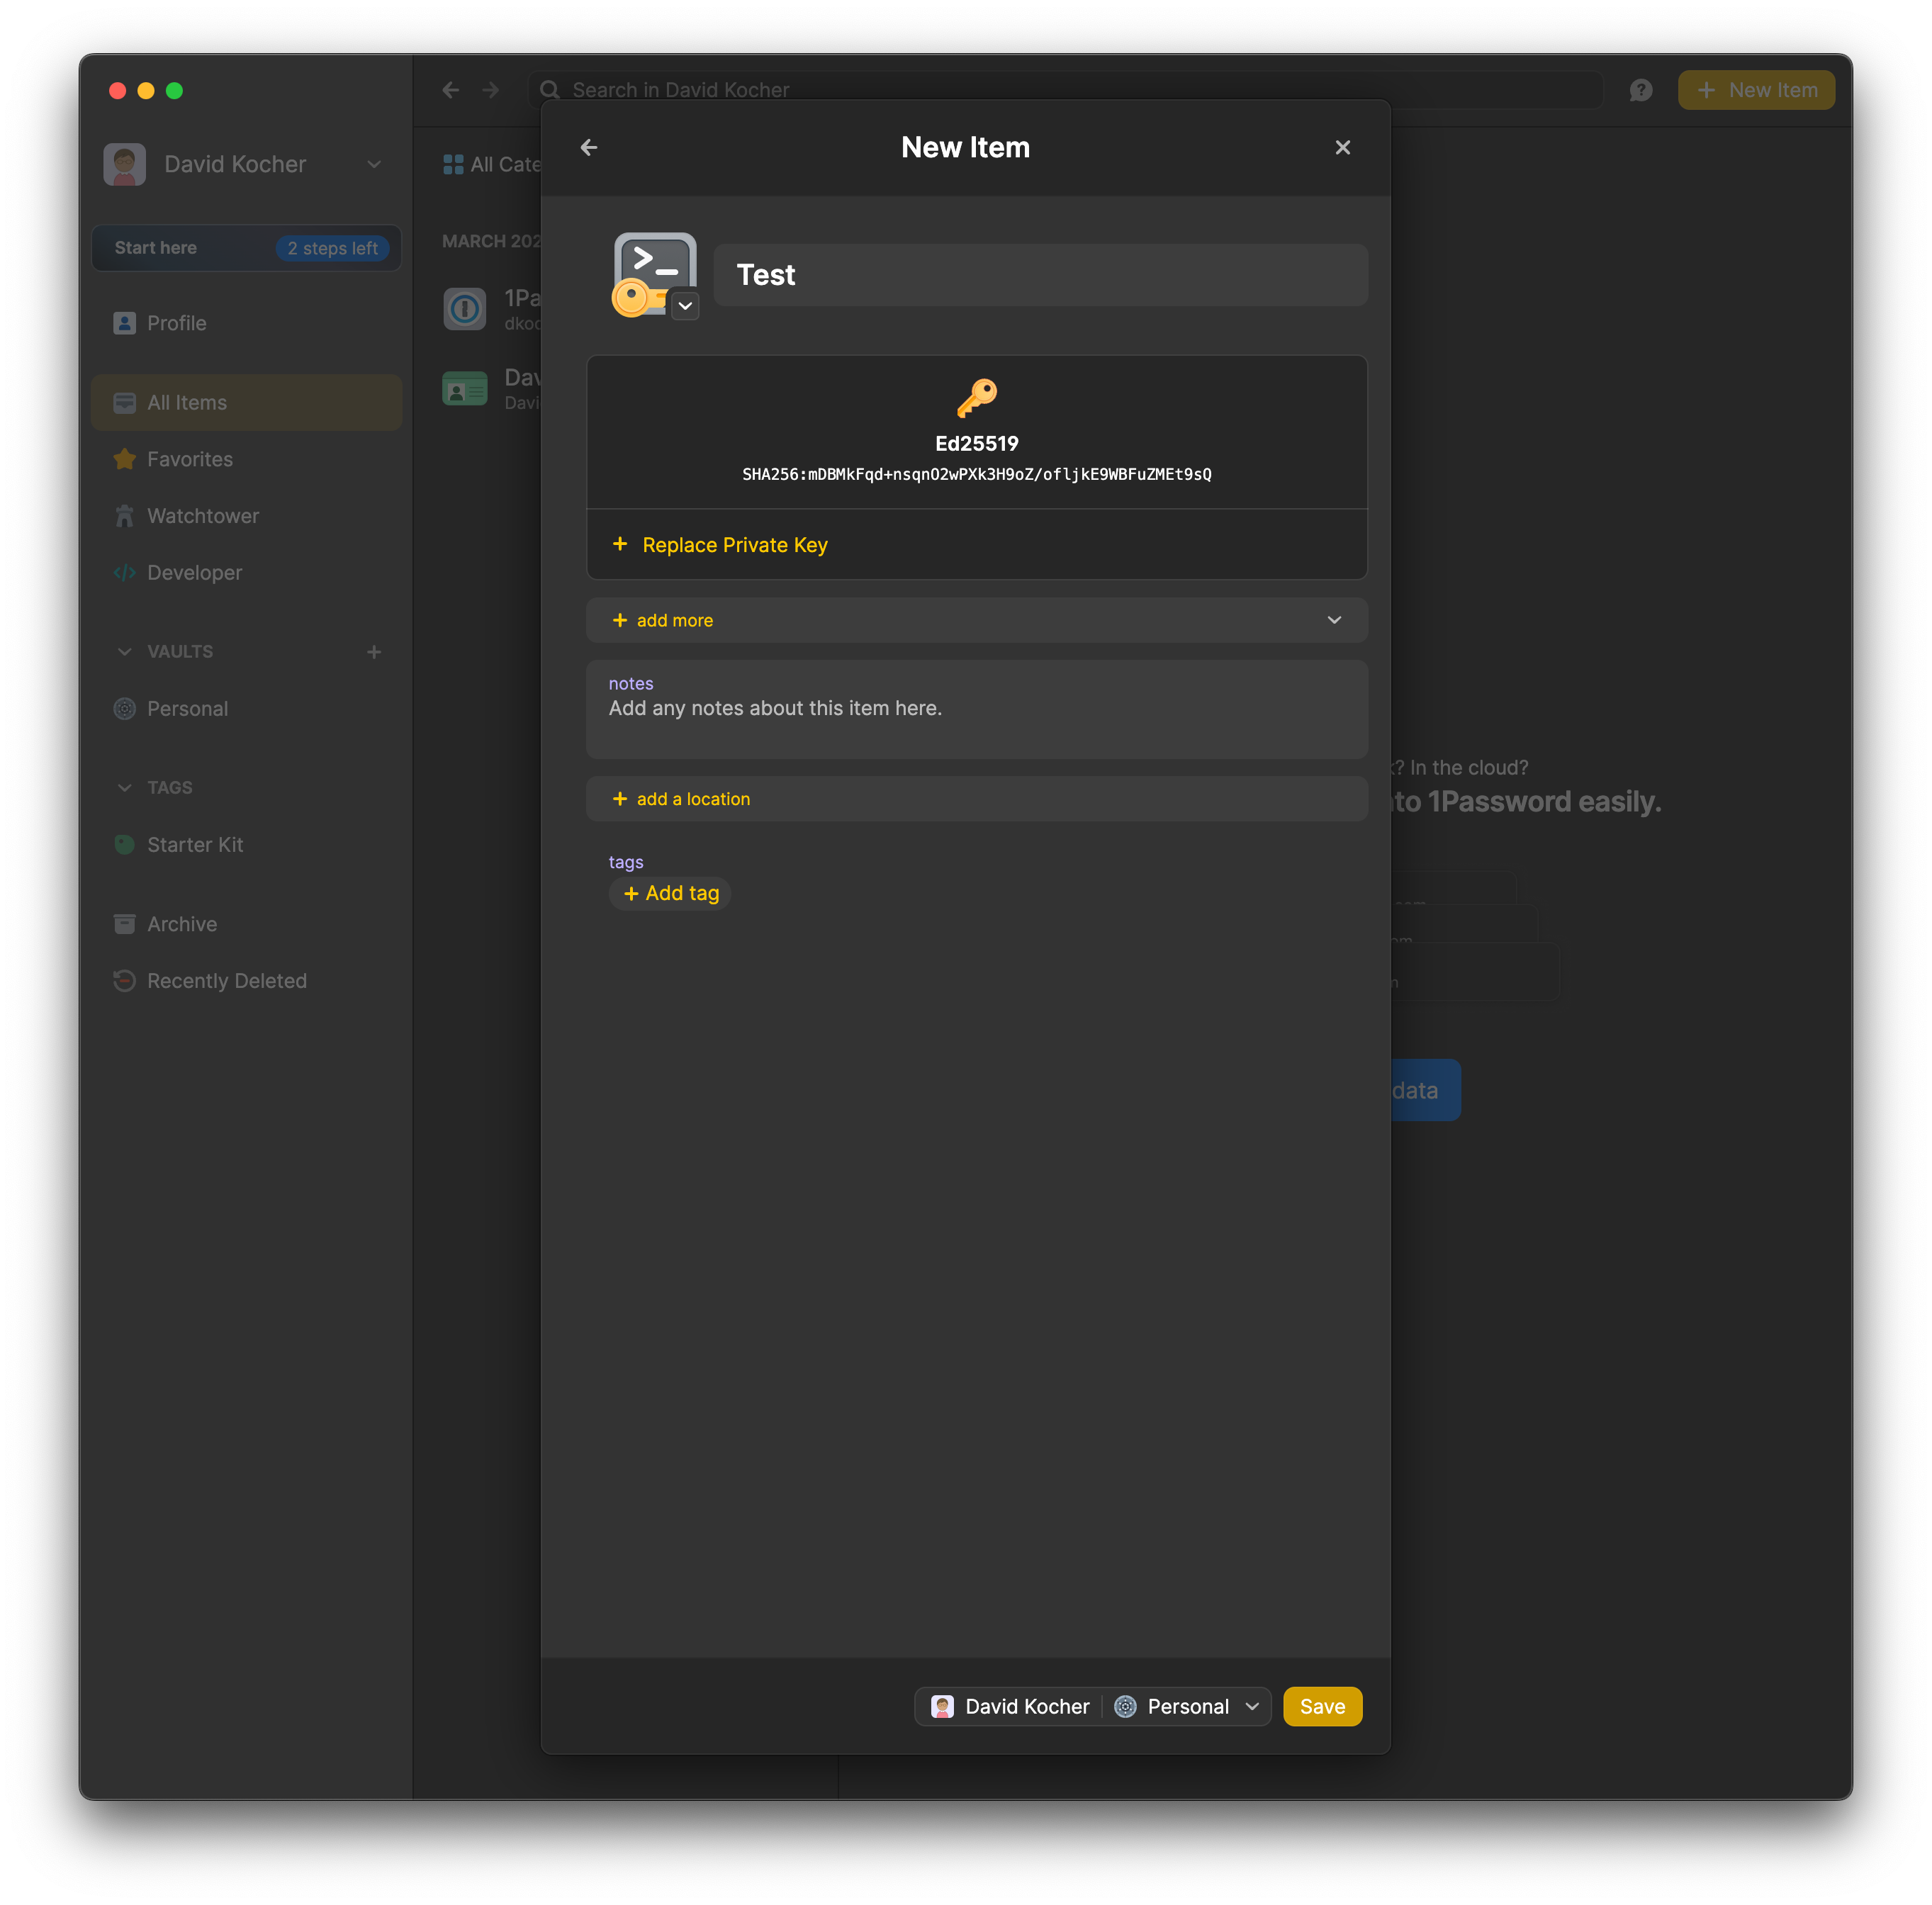 Search in David Kocher
New Item
David Kocher
Start here
2 steps left
Profile
All Items
Favorites
Watchtower
Developer
VAULTS
Personal
TAGS
Starter Kit
Archive
Recently Deleted
All Cate
MARCH 202
1Pa
dkoc
Dav
Davi
New Item
Test
Ed25519
SHA256:mDBMkFqd+nsqnO2wPXk3H9oZ/ofljkE9WBFuZMEt9sQ
+ Replace Private Key
+ add more
notes
Add any notes about this item here.
+ add a location
tags
+ Add tag
David Kocher
Personal
Save
? In the cloud?
to 1Password easily.
data